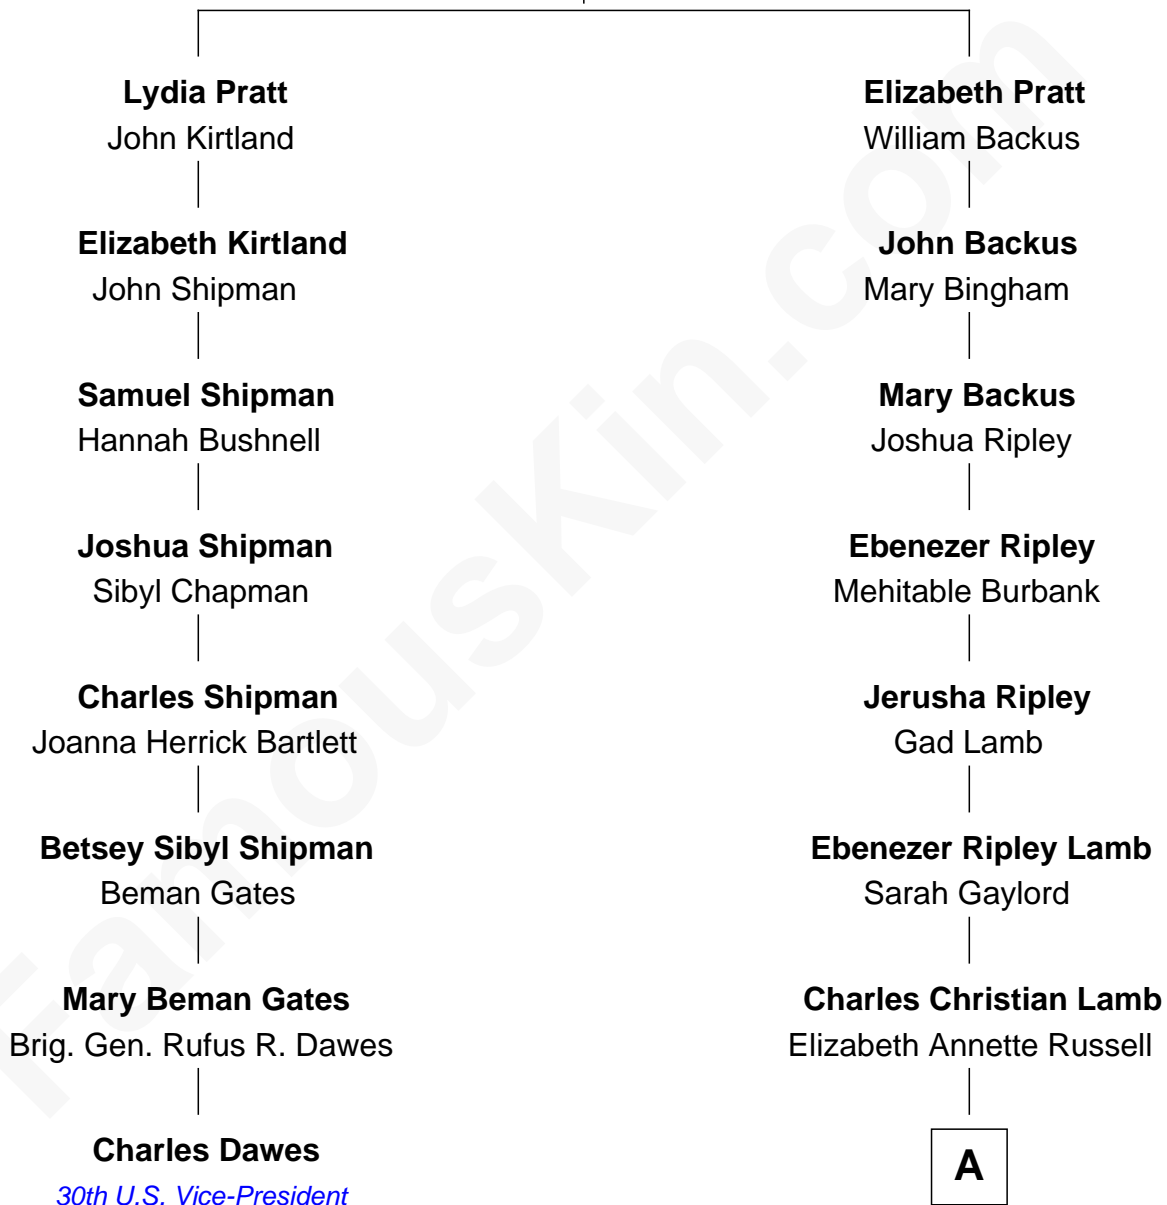 Lydia Pratt
John Kirtland
Elizabeth Kirtland
John Shipman
Samuel Shipman
Hannah Bushnell
Joshua Shipman
Sibyl Chapman
Charles Shipman
Joanna Herrick Bartlett
Betsey Sibyl Shipman
Beman Gates
Mary Beman Gates
Brig. Gen. Rufus R. Dawes
Charles Dawes
30th U.S. Vice-President
Elizabeth Pratt
William Backus
John Backus
Mary Bingham
Mary Backus
Joshua Ripley
Ebenezer Ripley
Mehitable Burbank
Jerusha Ripley
Gad Lamb
Ebenezer Ripley Lamb
Sarah Gaylord
Charles Christian Lamb
Elizabeth Annette Russell
A
FamousKin.com